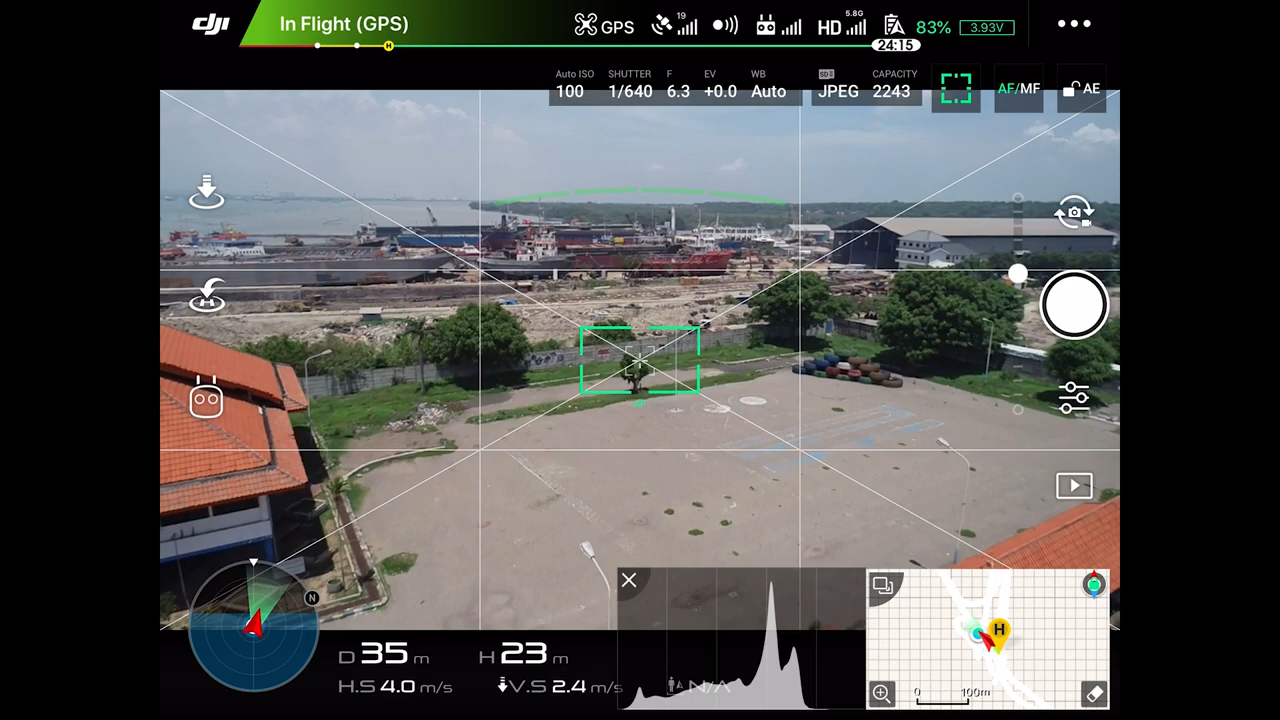 dji In Flight (GPS) GPS 19 HD 5.8G 83% 3.93V
H 24:15
Auto ISO SHUTTER F EV WB SD CAPACITY
100 1/640 6.3 +0.0 Auto JPEG 2243 AF/MF AE
H
N
H
D 35 m H 23 m
H.S 4.0 m/s V.S 2.4 m/s N/A
0 100m